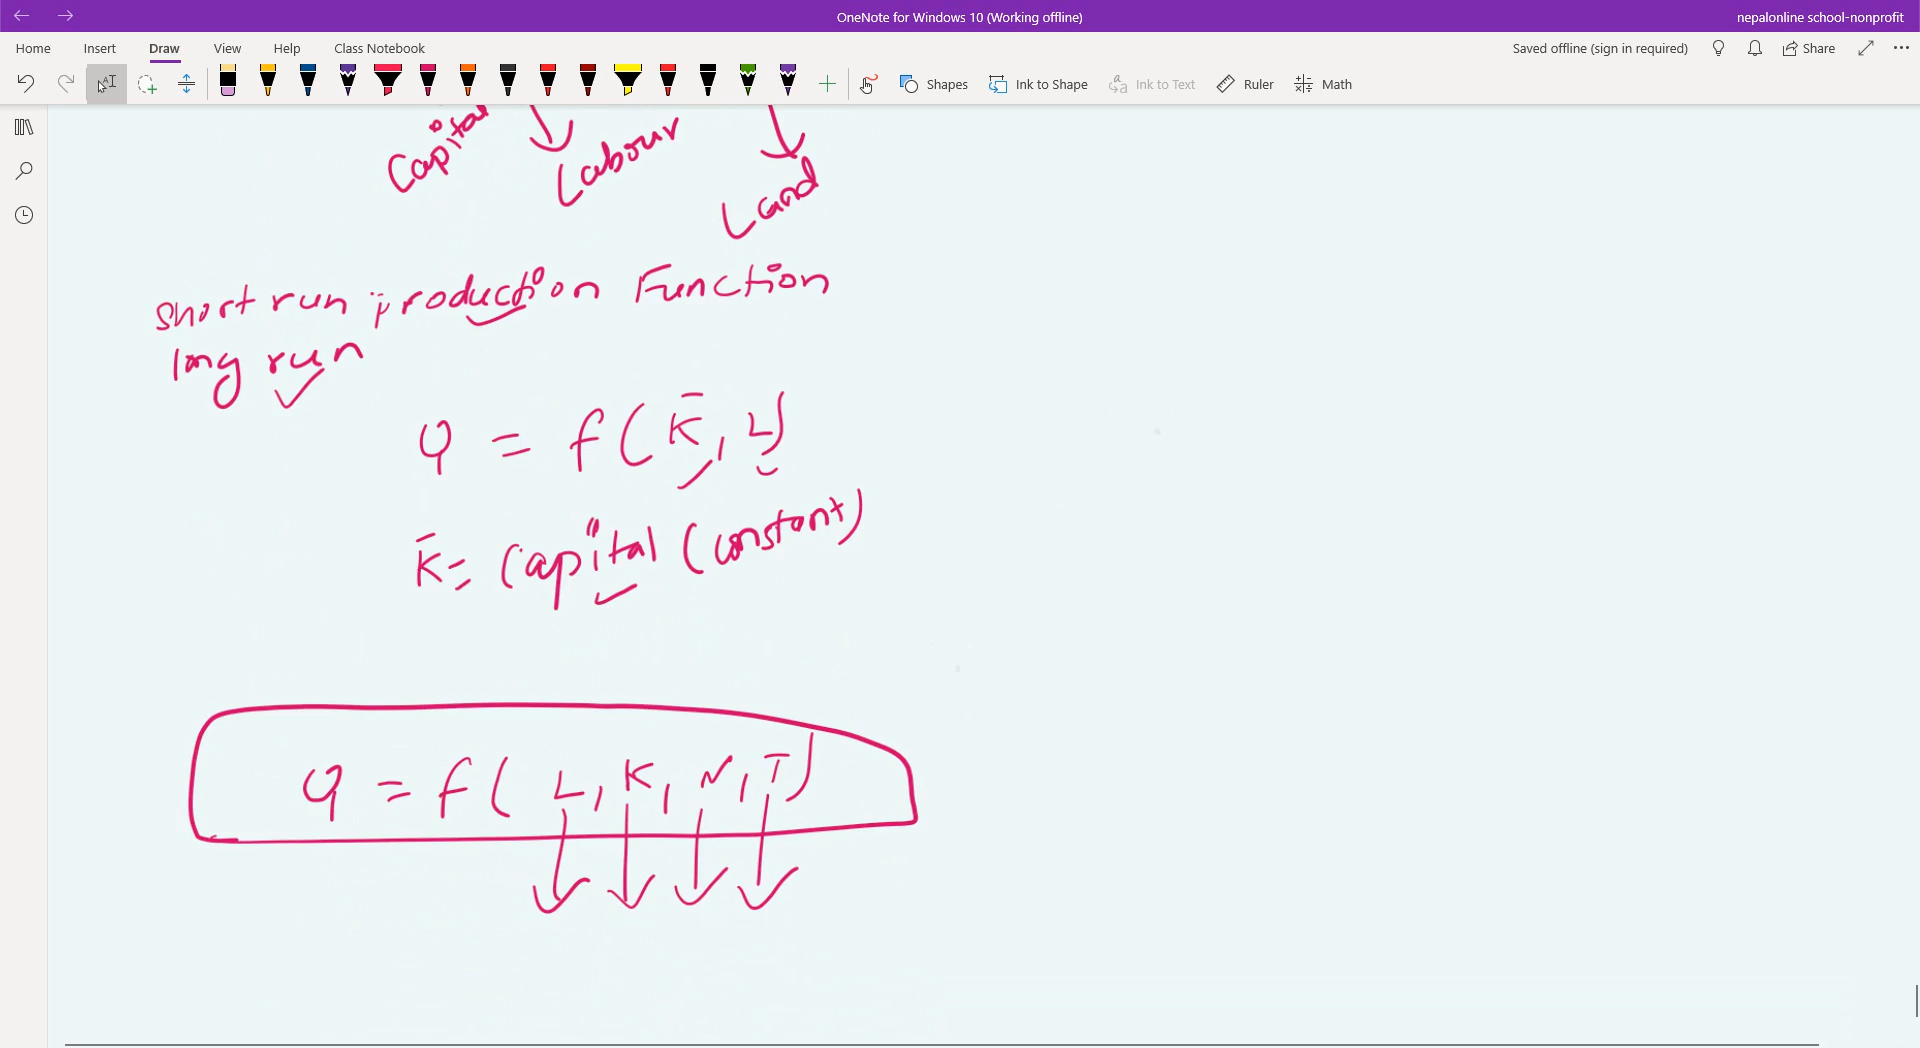 OneNote for Windows 10 (Working offline)
nepalonline school-nonprofit
Home Insert Draw View Help Class Notebook
Saved offline (sign in required) Share
Shapes Ink to Shape Ink to Text Ruler Math
Capital Labour
Land
Short run production Function
long run
Q = f(K̄, L)
K̄ = Capital (constant)
Q = f( L, K, N, T)